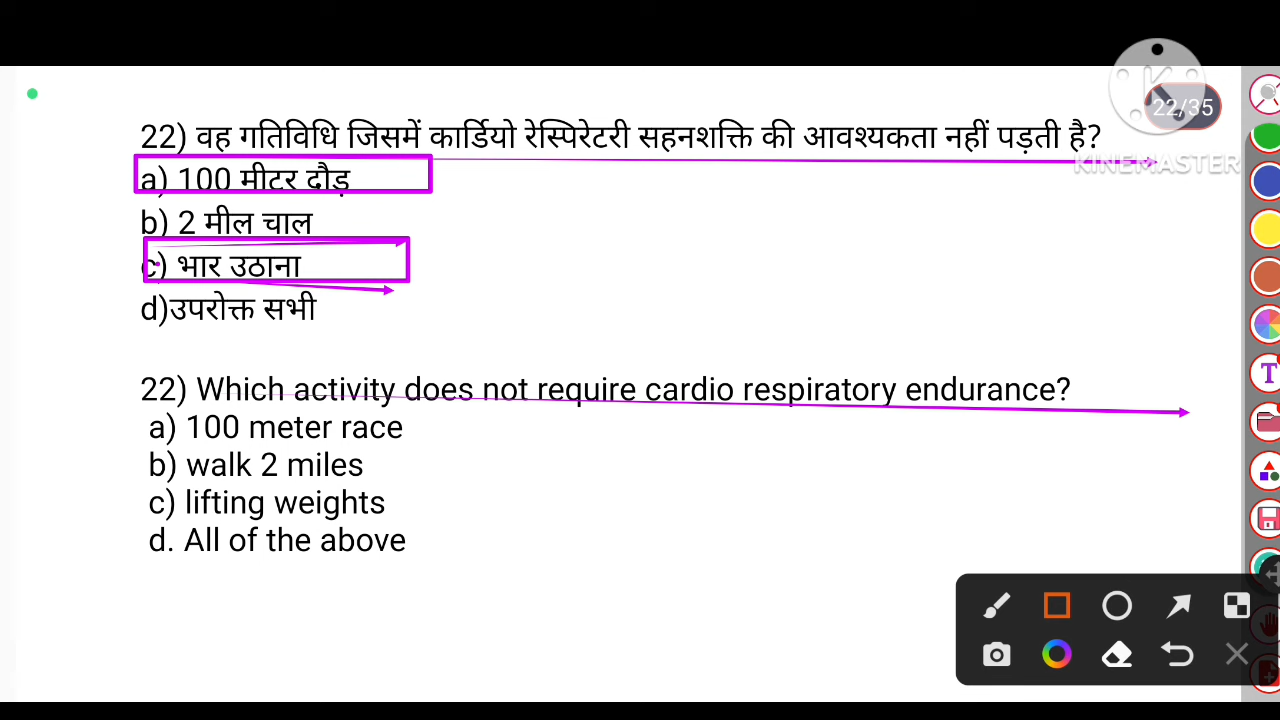 22/35
KINEMASTER
22) वह गतिविधि जिसमें कार्डियो रेस्पिरेटरी सहनशक्ति की आवश्यकता नहीं पड़ती है?
a) 100 मीटर दौड़
b) 2 मील चाल
c) भार उठाना
d)उपरोक्त सभी
22) Which activity does not require cardio respiratory endurance?
a) 100 meter race
b) walk 2 miles
c) lifting weights
d. All of the above
T